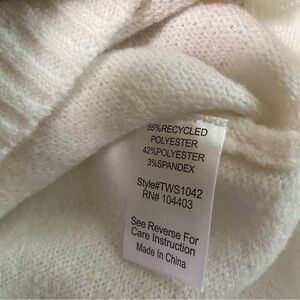 55%RECYCLED
POLYESTER
42%POLYESTER
3%SPANDEX
Style#TWS1042
RN# 104403
See Reverse For
Care Instruction
Made In China